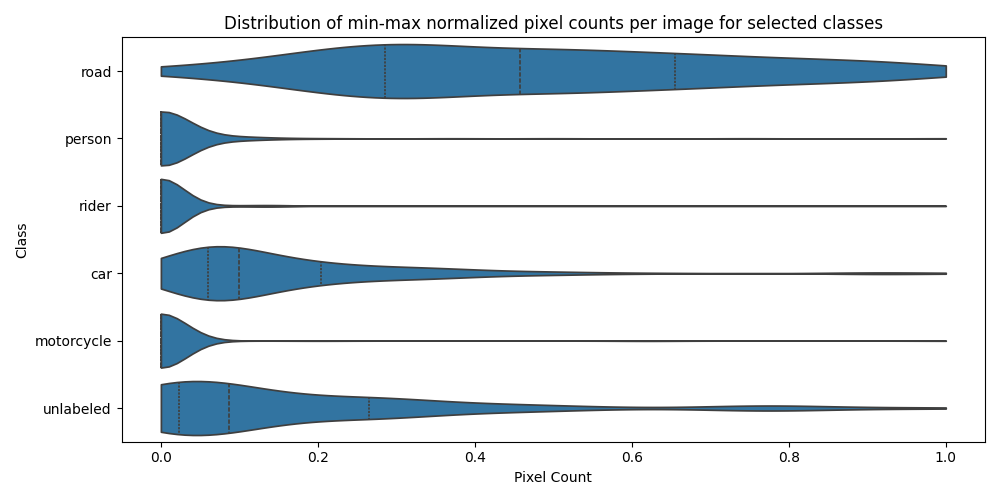 Distribution of min-max normalized pixel counts per image for selected classes
road
person
rider
car
motorcycle
unlabeled
Class
0.0 0.2 0.4 0.6 0.8 1.0
Pixel Count